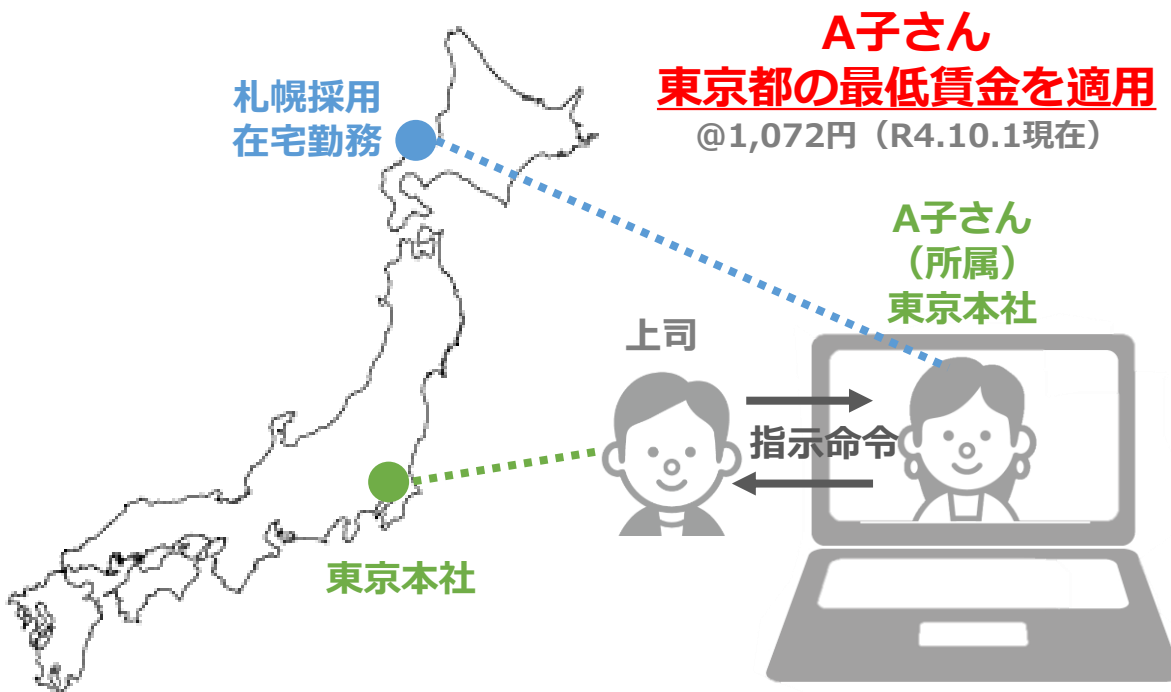 A子さん
東京都の最低賃金を適用
@1,072円（R4.10.1現在）
札幌採用
在宅勤務
A子さん
（所属）
東京本社
上司
指示命令
東京本社